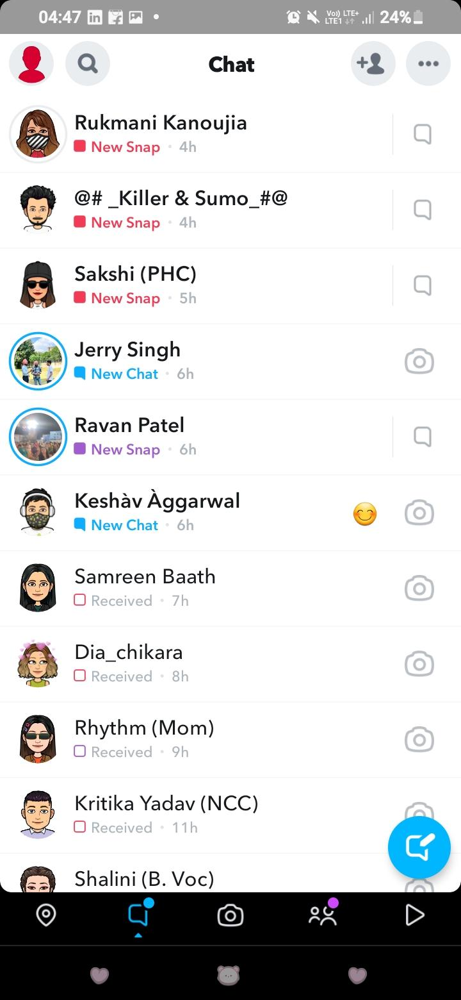 04:47
Vo)) LTE+
LTE1
24%
Chat
Rukmani Kanoujia
New Snap · 4h
@# _Killer & Sumo_#@
New Snap · 4h
Sakshi (PHC)
New Snap · 5h
Jerry Singh
New Chat · 6h
Ravan Patel
New Snap · 6h
Keshàv Àggarwal
New Chat · 6h
Samreen Baath
Received · 7h
Dia_chikara
Received · 8h
Rhythm (Mom)
Received · 9h
Kritika Yadav (NCC)
Received · 11h
Shalini (B. Voc)